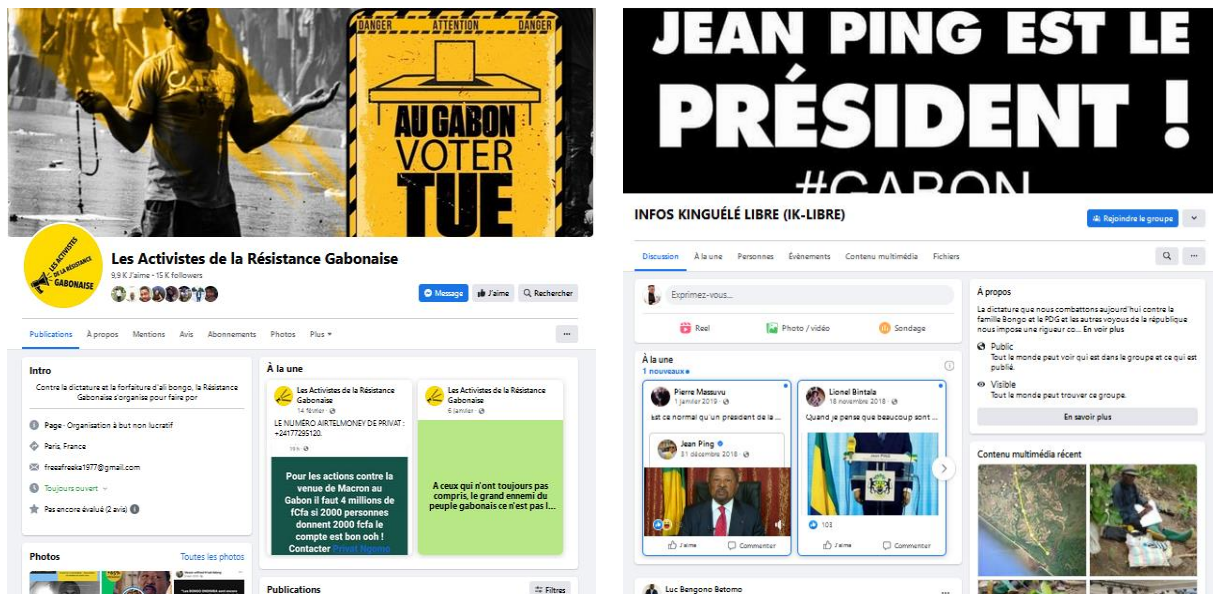 DANGER ATTENTION DANGER
AU GABON
VOTER
TUE
LES ACTIVISTES
DE LA RÉSISTANCE
GABONAISE
Les Activistes de la Résistance Gabonaise
9,9 K J'aime • 15 K followers
Message
J'aime
Rechercher
Publications À propos Mentions Avis Abonnements Photos Plus
Intro
Contre la dictature et la forfaiture d'ali bongo, la Résistance
Gabonaise s'organise pour faire por
Page · Organisation à but non lucratif
Paris, France
freeafreeka1977@gmail.com
Toujours ouvert
Pas encore évalué (2 avis)
Photos
Toutes les photos
À la une
Les Activistes de la Résistance
Gabonaise
14 février
LE NUMÉRO AIRTELMONEY DE PRIVAT :
+24177295120.
Pour les actions contre la
venue de Macron au
Gabon il faut 4 millions de
fCfa si 2000 personnes
donnent 2000 fcfa le
compte est bon ooh !
Contacter Privat Ngomo
Les Activistes de la Résistance
Gabonaise
6 janvier
A ceux qui n'ont toujours pas
compris, le grand ennemi du
peuple gabonais ce n'est pas l...
Publications
Filtres
JEAN PING EST LE
PRÉSIDENT !
#GABON
INFOS KINGUÉLÉ LIBRE (IK-LIBRE)
Rejoindre le groupe
Discussion À la une Personnes Évènements Contenu multimédia Fichiers
Exprimez-vous...
Reel
Photo / vidéo
Sondage
À la une
1 nouveaux
Pierre Massuvu
1 janvier 2019
Est ce normal qu'un president de la ...
Jean Ping
31 décembre 2018
J'aime
Commenter
Lionel Bintala
18 novembre 2018
Quand je pense que beaucoup sont ...
103
J'aime
Commenter
Luc Bengono Betomo
À propos
La dictature que nous combattons aujourd'hui contre la
famille Bongo et le PDG et les autres voyous de la république
nous impose une rigueur co... En voir plus
Public
Tout le monde peut voir qui est dans le groupe et ce qui est
publié.
Visible
Tout le monde peut trouver ce groupe.
En savoir plus
Contenu multimédia récent